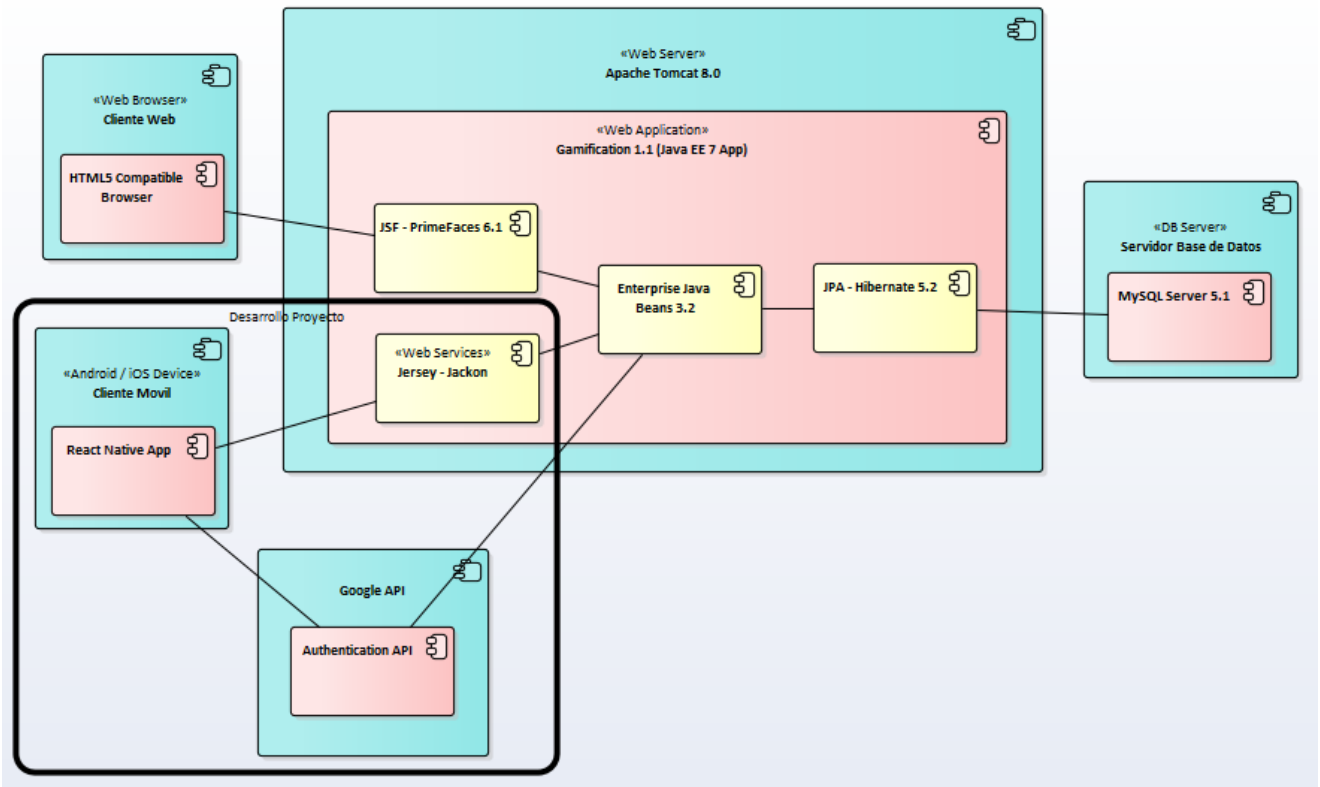 «Web Server»
Apache Tomcat 8.0
«Web Browser»
Cliente Web
HTML5 Compatible
Browser
«Web Application»
Gamification 1.1 (Java EE 7 App)
JSF - PrimeFaces 6.1
Enterprise Java
Beans 3.2
JPA - Hibernate 5.2
«DB Server»
Servidor Base de Datos
MySQL Server 5.1
Desarrollo Proyecto
«Web Services»
Jersey - Jackon
«Android / iOS Device»
Cliente Movil
React Native App
Google API
Authentication API